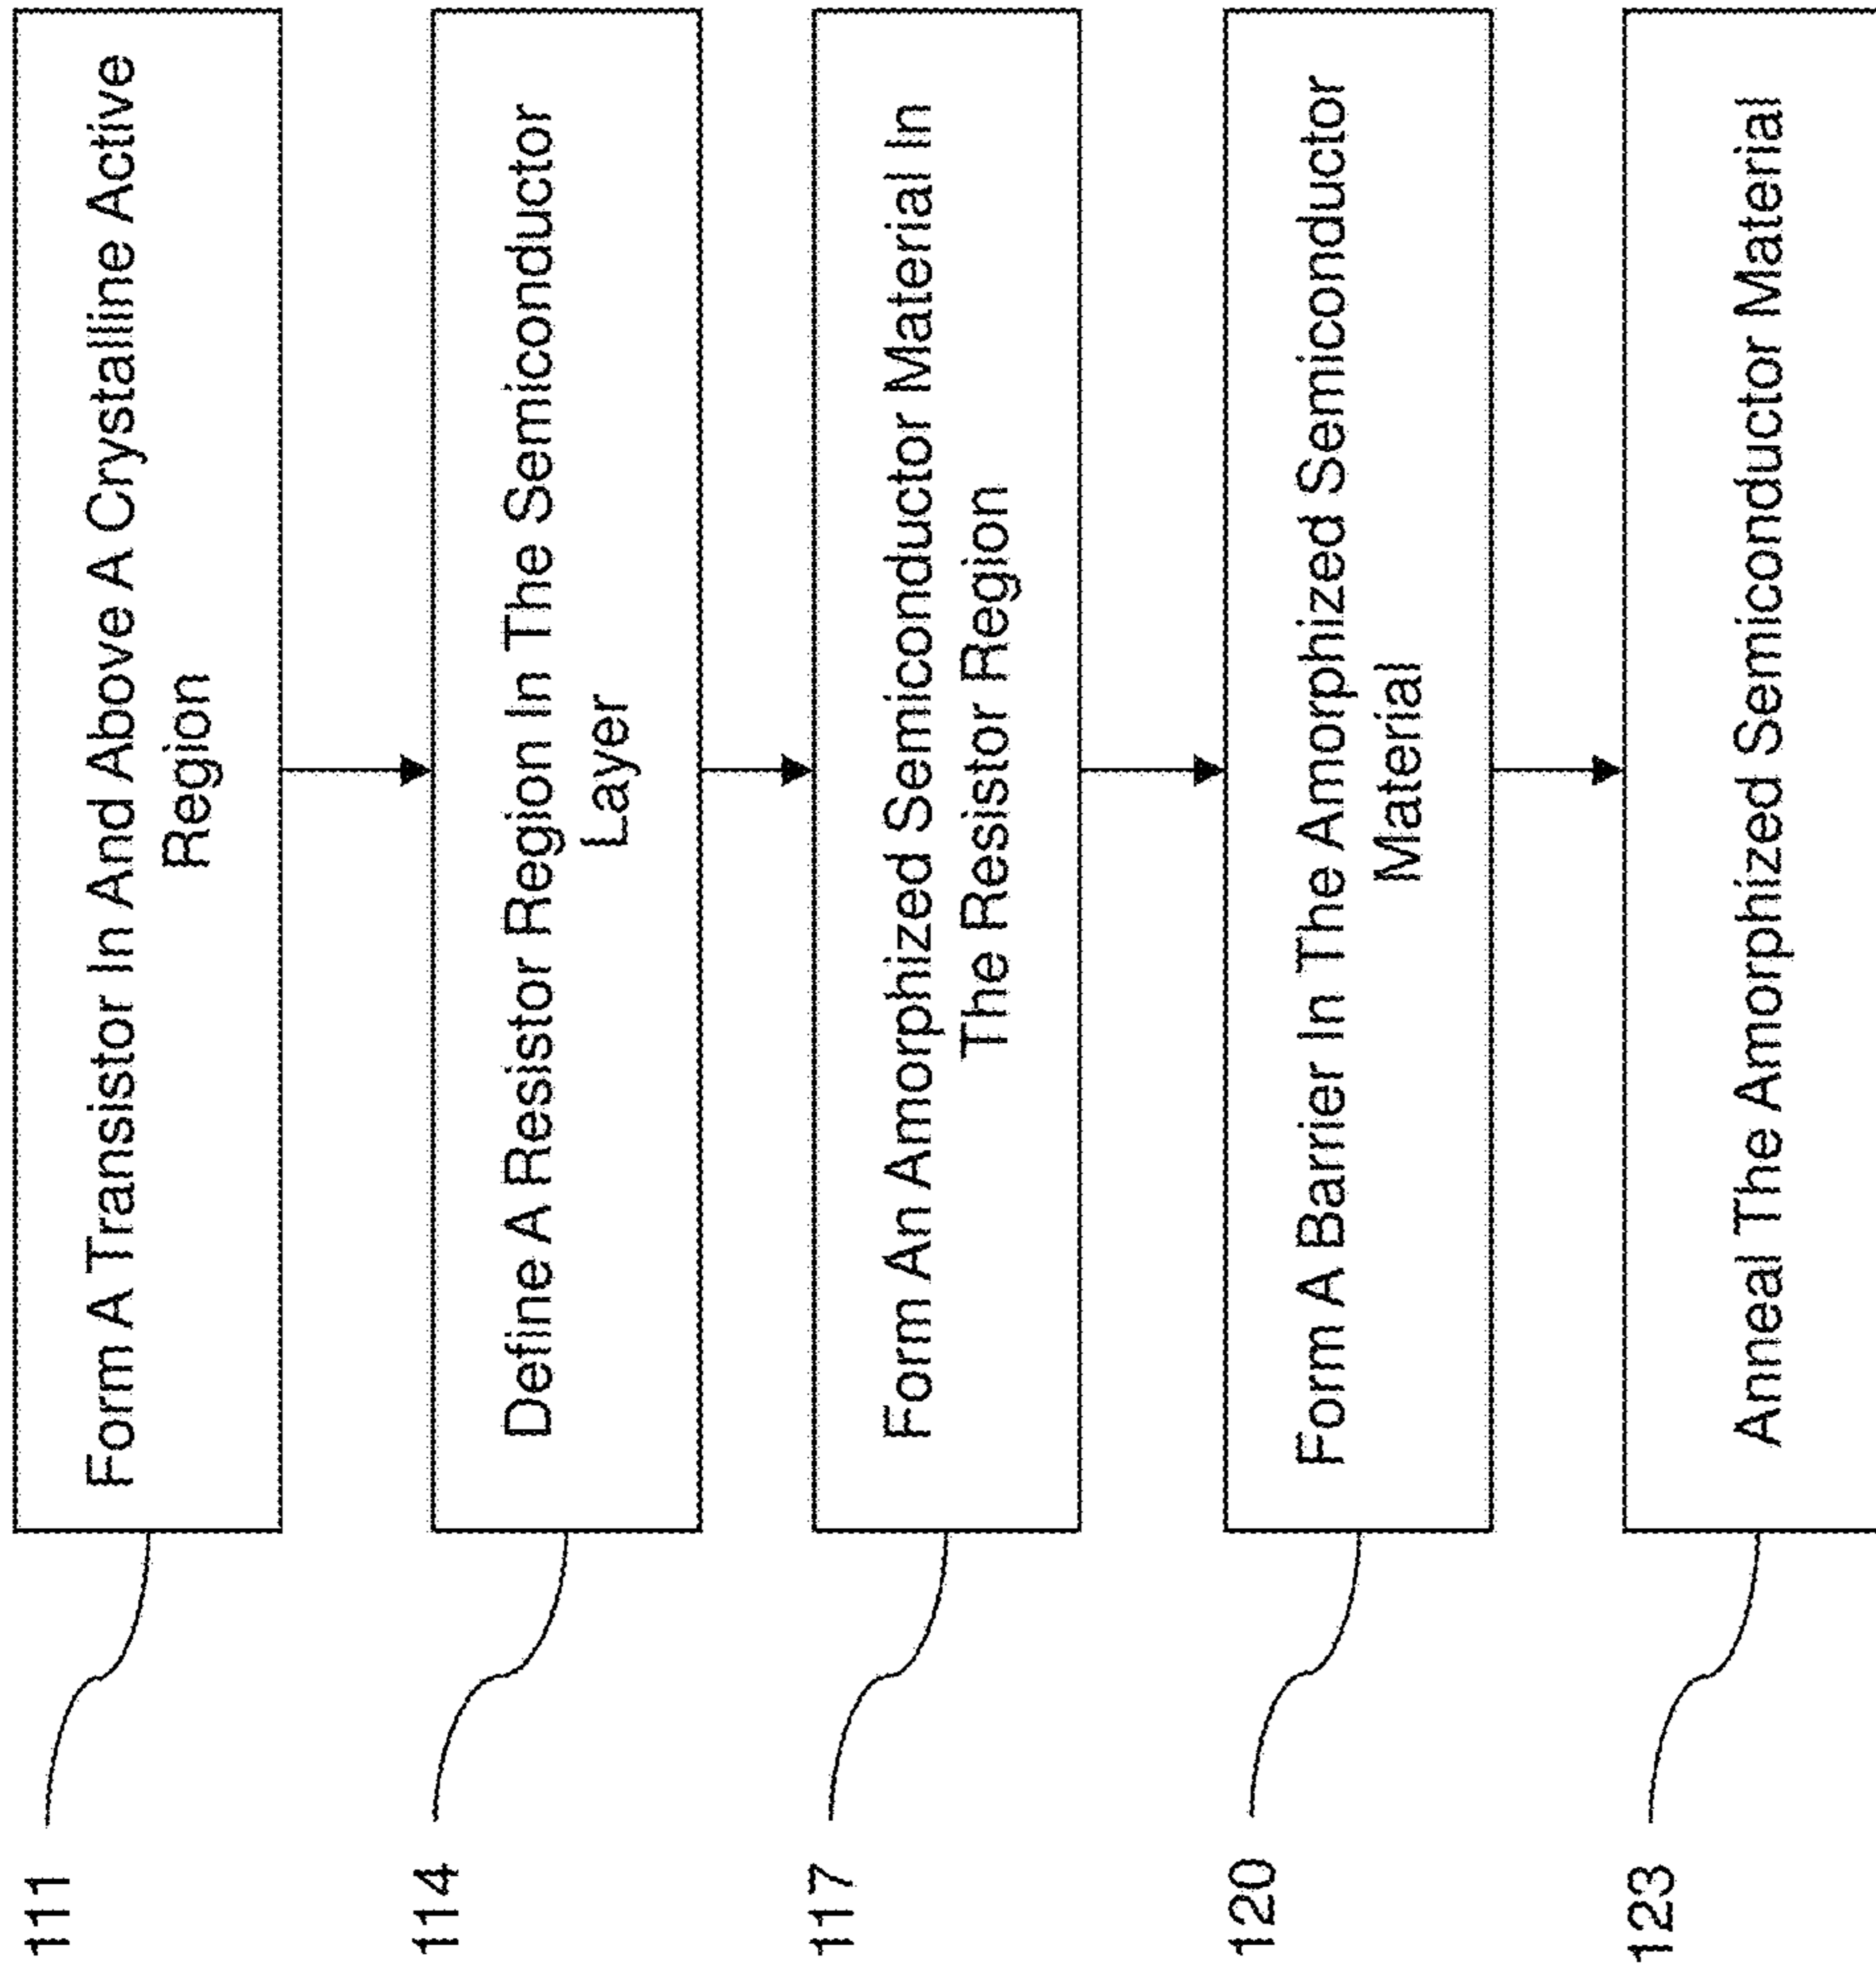 111
Form A Transistor In And Above A Crystalline Active
Region
114
Define A Resistor Region In The Semiconductor
Layer
117
Form An Amorphized Semiconductor Material In
The Resistor Region
120
Form A Barrier In The Amorphized Semiconductor
Material
123
Anneal The Amorphized Semiconductor Material